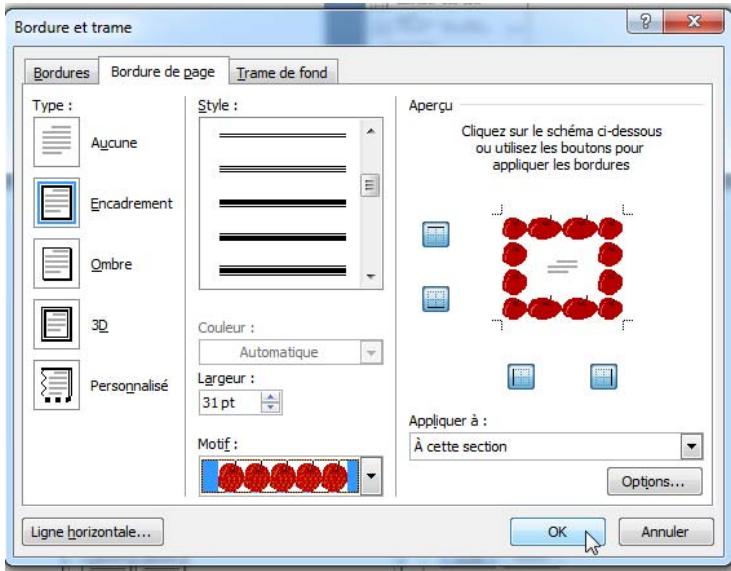 Bordure et trame
Bordures Bordure de page Trame de fond
Type :
Aucune
Encadrement
Ombre
3D
Personnalisé
Style :
Couleur :
Automatique
Largeur :
31 pt
Motif :
Aperçu
Cliquez sur le schéma ci-dessous
ou utilisez les boutons pour
appliquer les bordures
Appliquer à :
À cette section
Options...
Ligne horizontale...
OK
Annuler